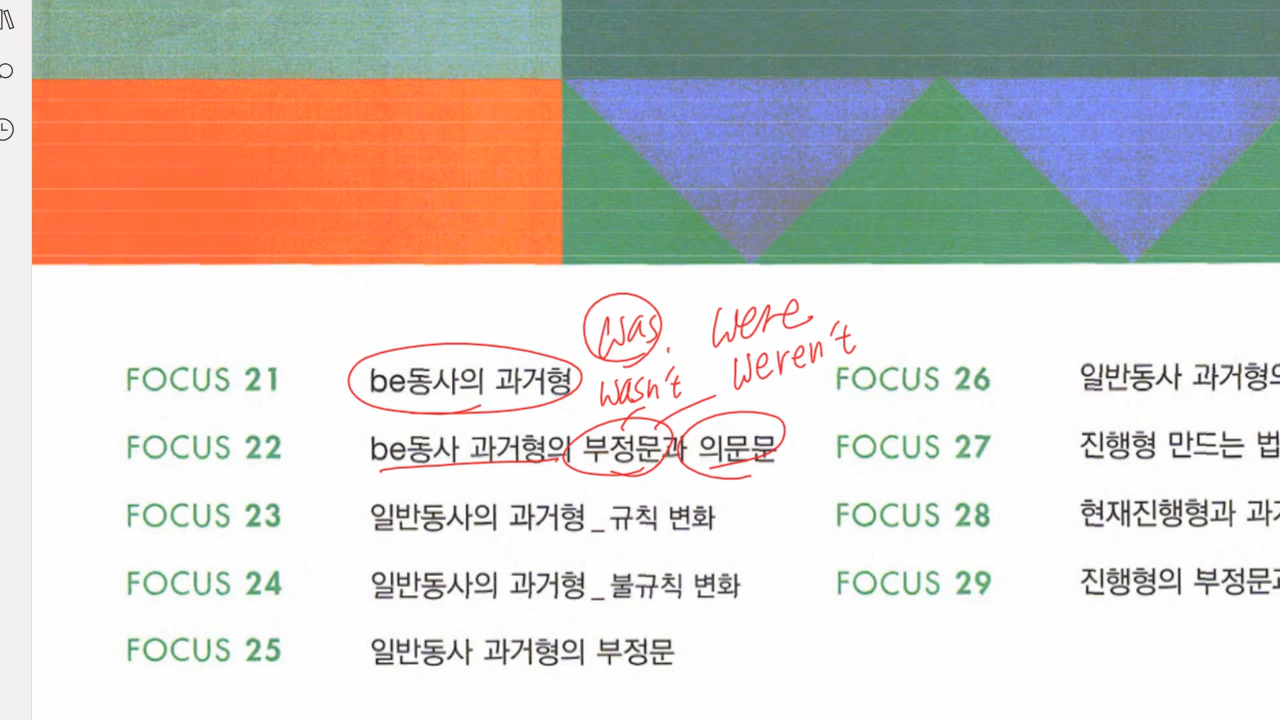 was. were
wasn't weren't
FOCUS 21 be동사의 과거형
FOCUS 22 be동사 과거형의 부정문과 의문문
FOCUS 23 일반동사의 과거형_규칙 변화
FOCUS 24 일반동사의 과거형_불규칙 변화
FOCUS 25 일반동사 과거형의 부정문
FOCUS 26 일반동사 과거형의
FOCUS 27 진행형 만드는 법
FOCUS 28 현재진행형과 과거
FOCUS 29 진행형의 부정문과